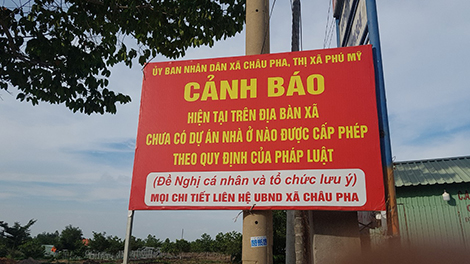 ỦY BAN NHÂN DÂN XÃ CHÂU PHA, THỊ XÃ PHÚ MỸ
CẢNH BÁO
HIỆN TẠI TRÊN ĐỊA BÀN XÃ
CHƯA CÓ DỰ ÁN NHÀ Ở NÀO ĐƯỢC CẤP PHÉP
THEO QUY ĐỊNH CỦA PHÁP LUẬT
(Đề Nghị cá nhân và tổ chức lưu ý)
MỌI CHI TIẾT LIÊN HỆ UBND XÃ CHÂU PHA